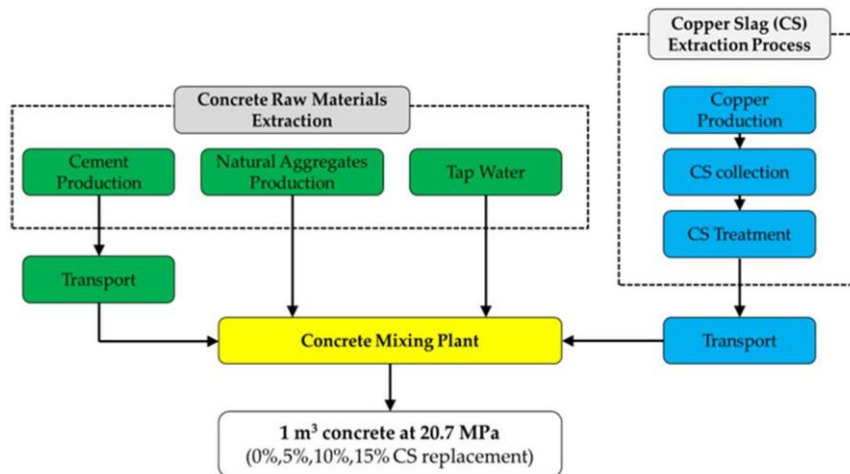 Copper Slag (CS)
Extraction Process
Concrete Raw Materials
Extraction
Copper
Production
Cement
Production
Natural Aggregates
Production
Tap Water
CS collection
CS Treatment
Transport
Concrete Mixing Plant
Transport
1 m³ concrete at 20.7 MPa
(0%,5%,10%,15% CS replacement)